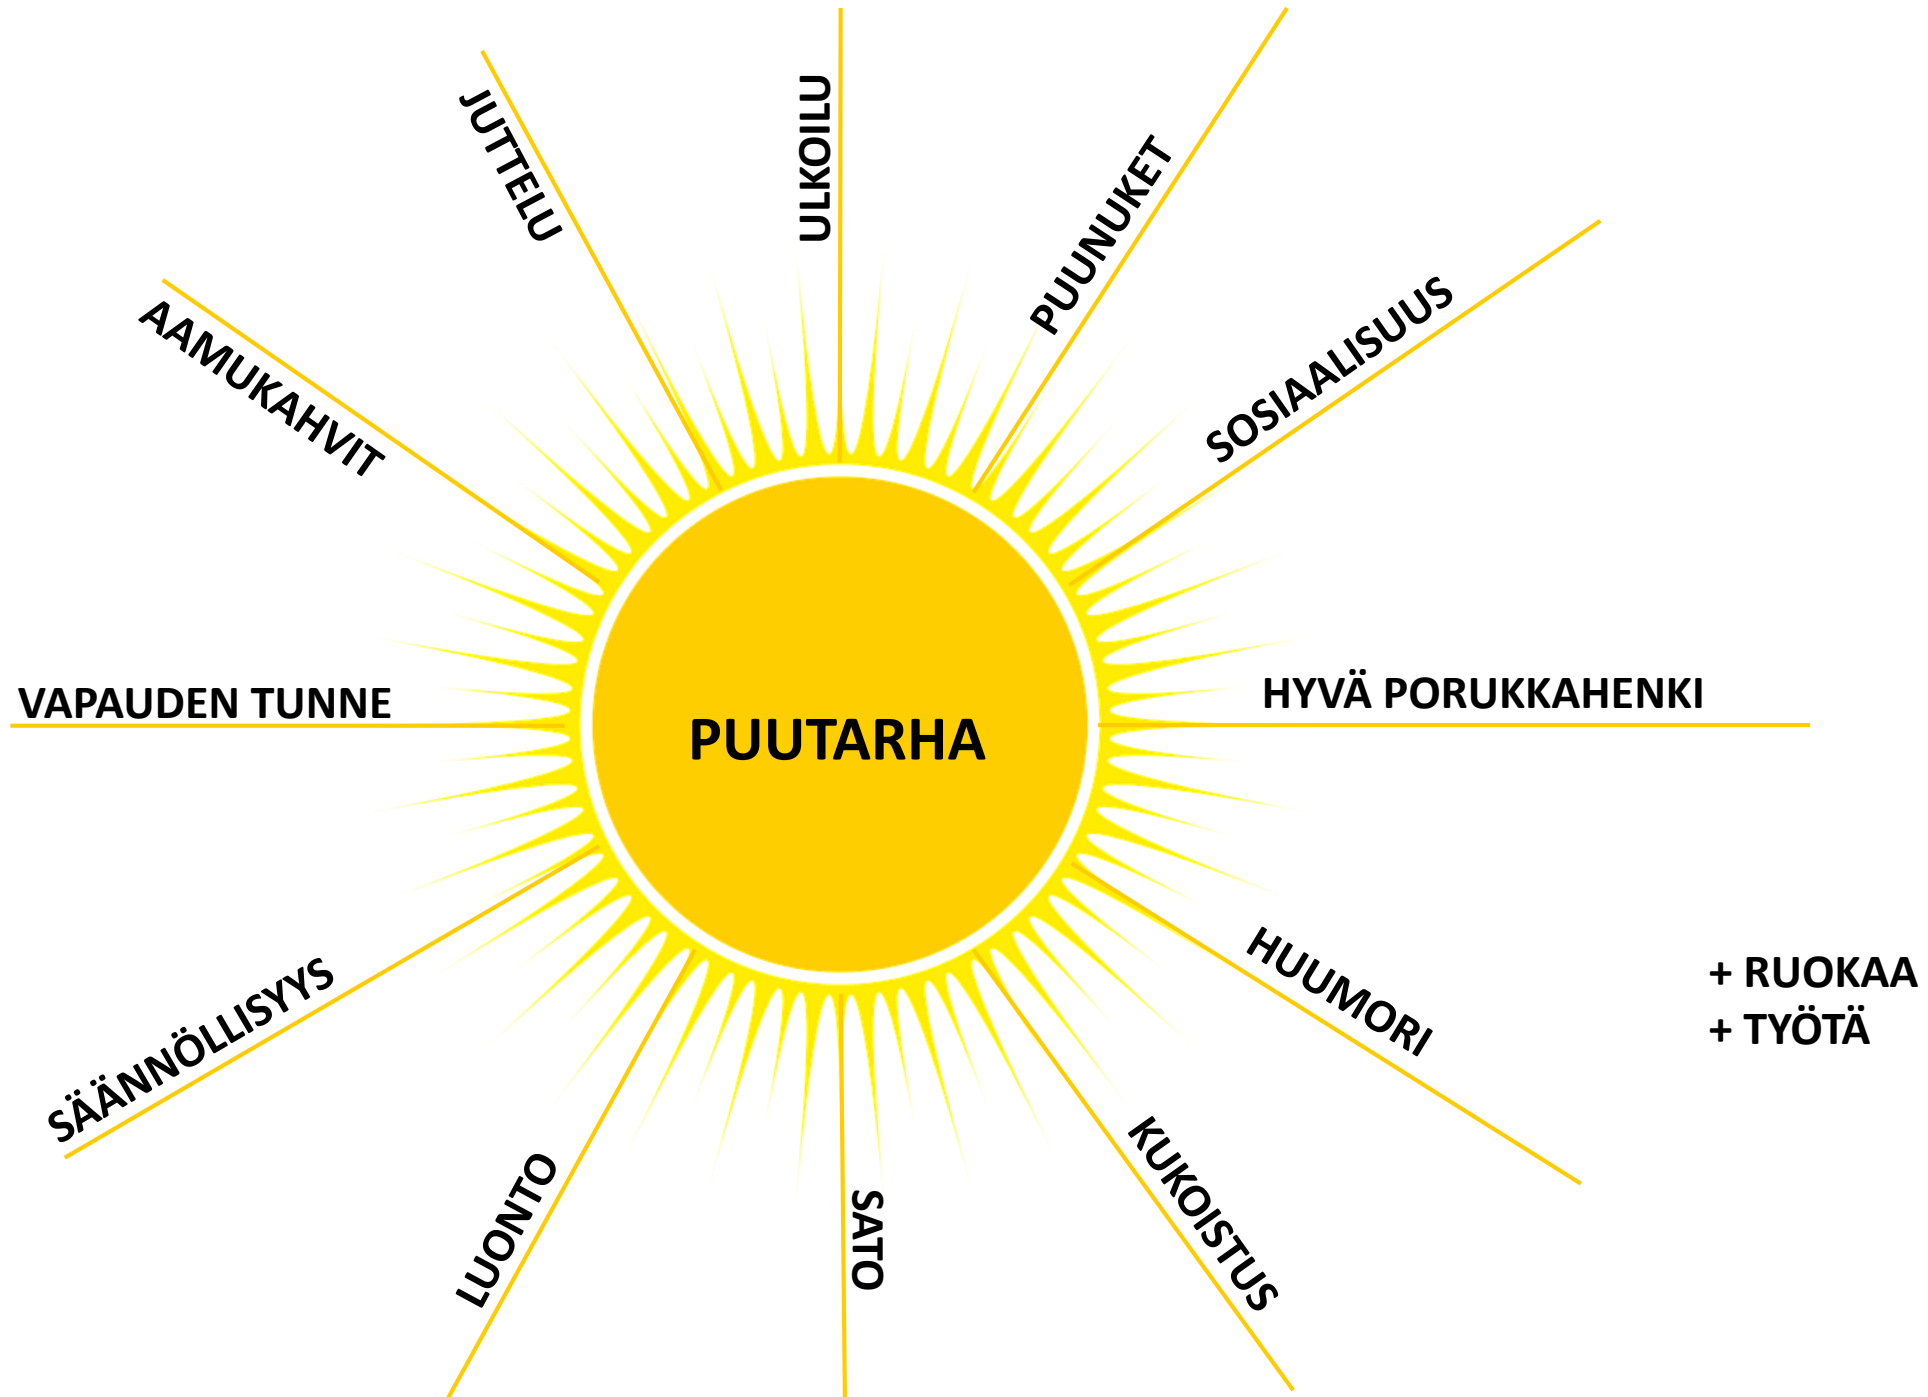 ULKOILU
PUUNUKET
SOSIAALISUUS
HYVÄ PORUKKAHENKI
HUUMORI
KUKOISTUS
SATO
LUONTO
SÄÄNNÖLLISYYS
VAPAUDEN TUNNE
AAMUKAHVIT
JUTTELU
PUUTARHA
+ RUOKAA
+ TYÖTÄ